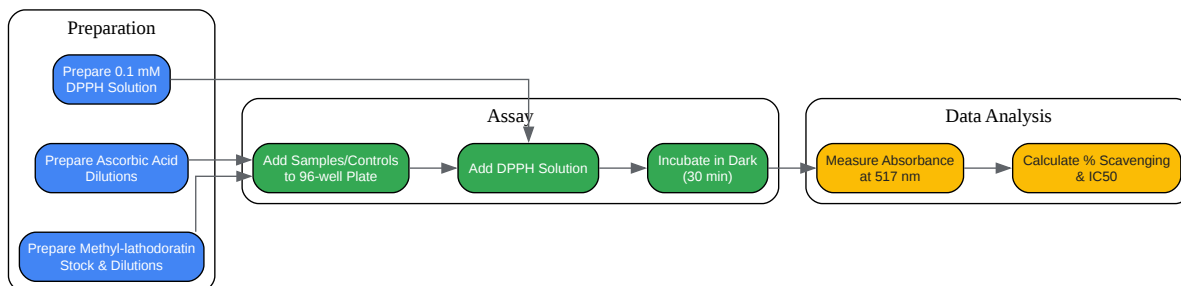 Preparation
Prepare 0.1 mM
DPPH Solution
Prepare Ascorbic Acid
Dilutions
Prepare Methyl-lathodoratin
Stock & Dilutions
Assay
Add Samples/Controls
to 96-well Plate
Add DPPH Solution
Incubate in Dark
(30 min)
Data Analysis
Measure Absorbance
at 517 nm
Calculate % Scavenging
& IC50